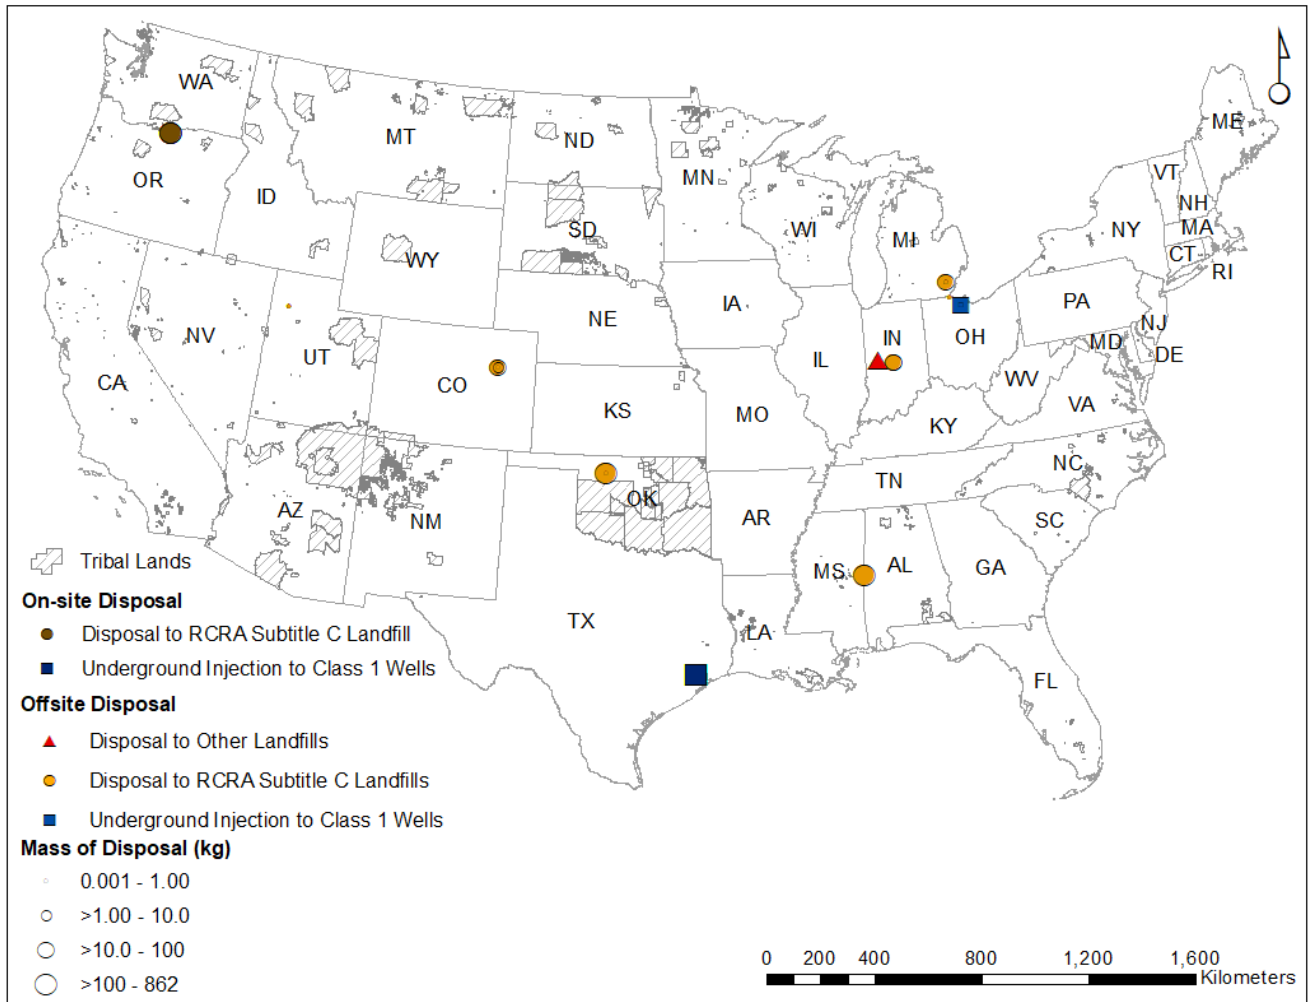 WA
ME
MT
ND
OR
VT
MN
ID
NH
NY
MA
SD
WI
MI
CT
WY
RI
PA
IA
NE
NJ
NV
OH
IN
MD
DE
UT
IL
CA
CO
WV
VA
KS
MO
KY
NC
TN
OK
AZ
AR
NM
SC
GA
MS
AL
Tribal Lands
On-site Disposal
TX
Disposal to RCRA Subtitle C Landfill
LA
Underground Injection to Class 1 Wells
FL
Offsite Disposal
Disposal to Other Landfills
Disposal to RCRA Subtitle C Landfills
Underground Injection to Class 1 Wells
Mass of Disposal (kg)
0.001 - 1.00
>1.00 - 10.0
>10.0 - 100
>100 - 862
0 200 400 800 1,200 1,600
Kilometers